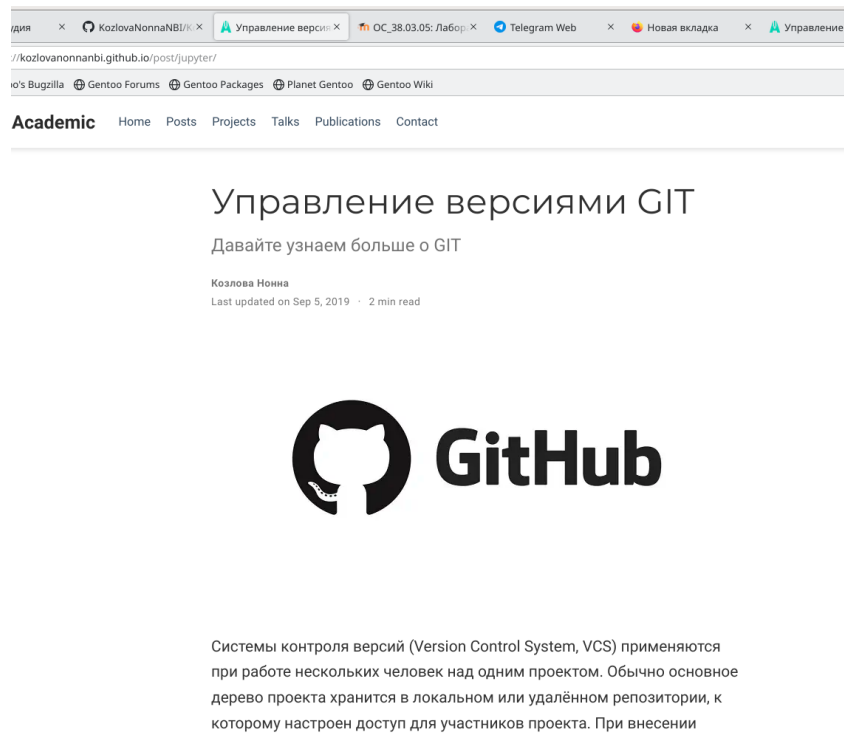 удия
KozlovaNonnaNBI/K
Управление версия
ОС_38.03.05: Лабор
Telegram Web
Новая вкладка
Управление
://kozlovanonnanbi.github.io/post/jupyter/
oo's Bugzilla Gentoo Forums Gentoo Packages Planet Gentoo Gentoo Wiki
Academic Home Posts Projects Talks Publications Contact
Управление версиями GIT
Давайте узнаем больше о GIT
Козлова Нонна
Last updated on Sep 5, 2019 · 2 min read
GitHub
Системы контроля версий (Version Control System, VCS) применяются
при работе нескольких человек над одним проектом. Обычно основное
дерево проекта хранится в локальном или удалённом репозитории, к
которому настроен доступ для участников проекта. При внесении